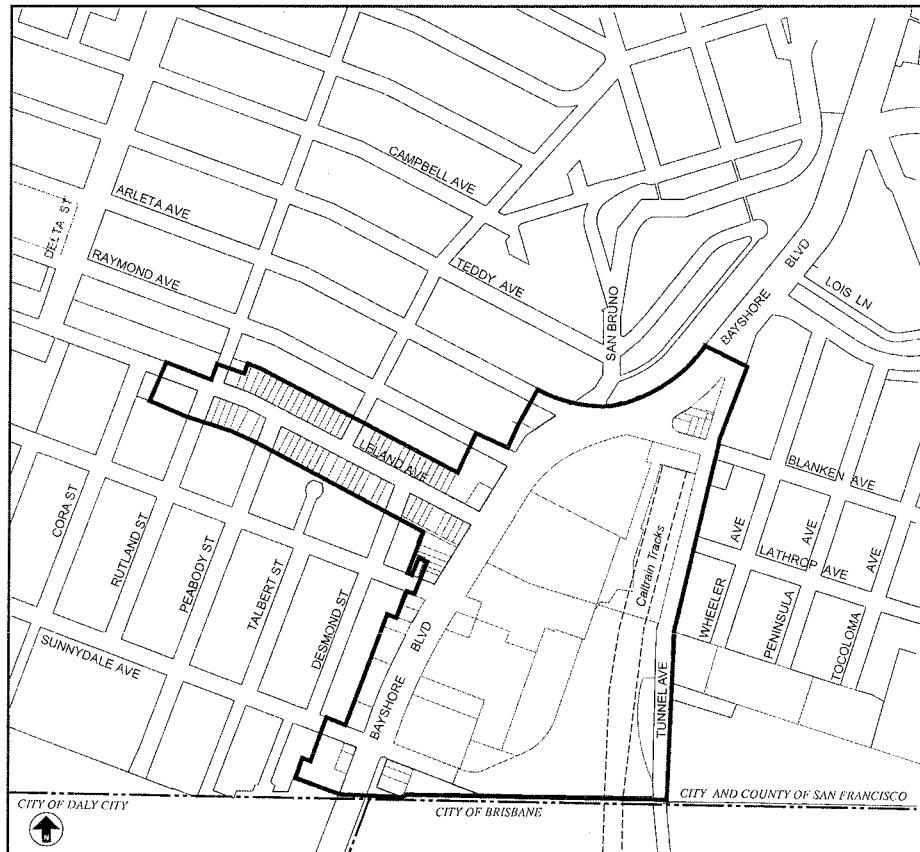 CAMPBELL AVE
ARLETA AVE
DELTA ST
RAYMOND AVE
TEDDY AVE
SAN BRUNO
BAYSHORE BLVD
LOIS LN
LELAND AVE
BLANKEN AVE
CORA ST
RUTLAND ST
PEABODY ST
TALBERT ST
DESMOND ST
SUNNYDALE AVE
BAYSHORE BLVD
Caltrain Tracks
LATHROP AVE
WHEELER AVE
PENINSULA AVE
TOCOLOMA AVE
TUNNEL AVE
CITY OF DALY CITY
CITY OF BRISBANE
CITY AND COUNTY OF SAN FRANCISCO
N